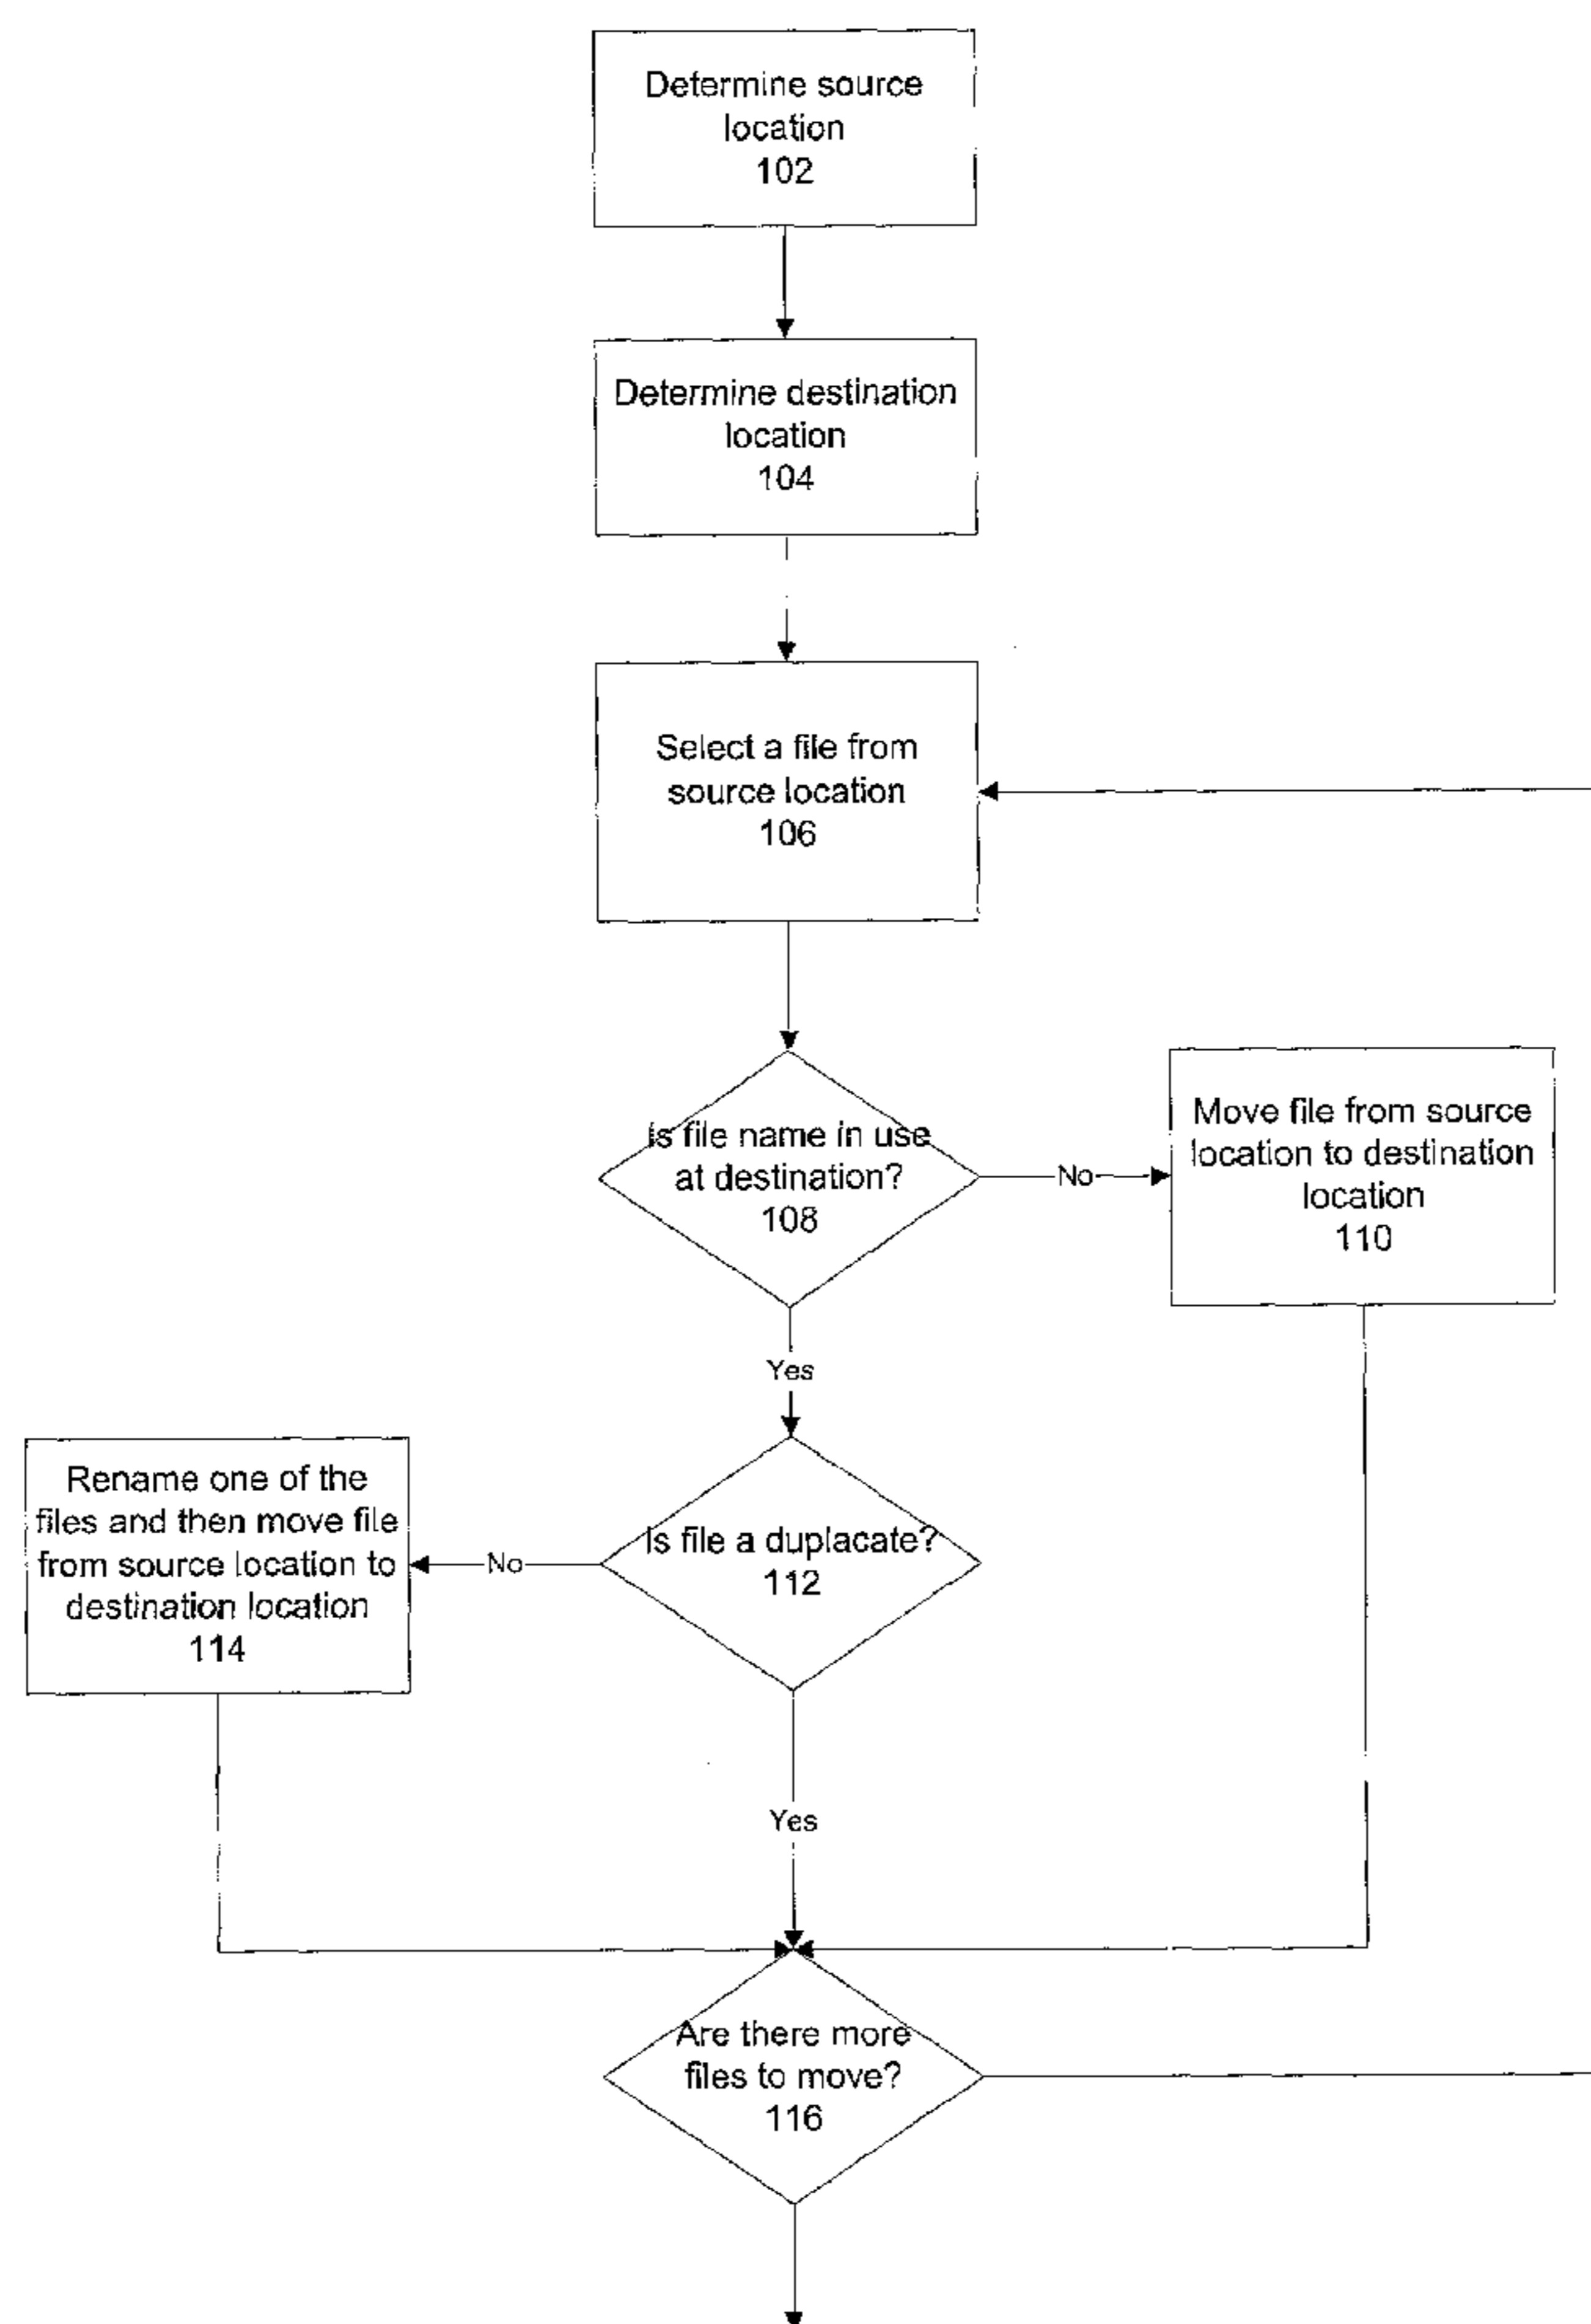 Determine source
location
102
Determine destination
location
104
Select a file from
source location
106
Is file name in use
at destination?
108
No
Move file from source
location to destination
location
110
Yes
Rename one of the
files and then move file
from source location to
destination location
114
No
Is file a duplacate?
112
Yes
Are there more
files to move?
116